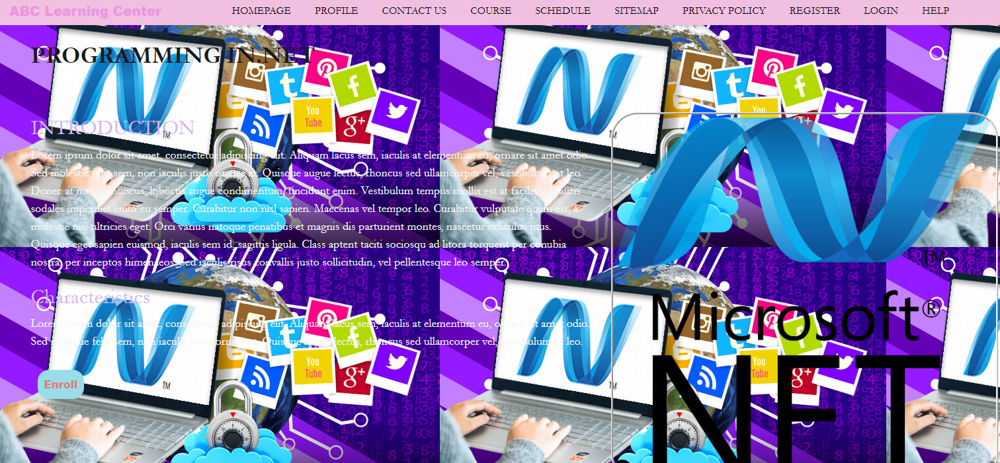 ABC Learning Center
HOMEPAGE PROFILE CONTACT US COURSE SCHEDULE SITEMAP PRIVACY POLICY REGISTER LOGIN HELP
PROGRAMMING IN.NET
INTRODUCTION
Lorem ipsum dolor sit amet, consectetur adipiscing elit. Aliquam lacus sem, iaculis at elementum eu, ornare sit amet odio.
Sed molestie felis sem, non iaculis justo ornare et. Quisque augue lectus, rhoncus sed ullamcorper vel, vestibulum ut leo.
Donec at metus rhoncus, lobortis augue condimentum, tincidunt enim. Vestibulum tempus mollis est at facilisis. Mauris
sodales imperdiet enim eu semper. Curabitur non nisl sapien. Maecenas vel tempor leo. Curabitur vulputate quam est, a
molestie nisl ultricies eget. Orci varius natoque penatibus et magnis dis parturient montes, nascetur ridiculus mus.
Quisque eget sapien euismod, iaculis sem id, sagittis ligula. Class aptent taciti sociosqu ad litora torquent per conubia
nostra, per inceptos himenaeos. Sed iaculis risus convallis justo sollicitudin, vel pellentesque leo semper.
Characteristics
Lorem ipsum dolor sit amet, consectetur adipiscing elit. Aliquam lacus sem, iaculis at elementum eu, ornare sit amet odio.
Sed molestie felis sem, non iaculis justo ornare et. Quisque augue lectus, rhoncus sed ullamcorper vel, vestibulum ut leo.
Enroll
TM
Microsoft®
NET
You
Tube
g+
TM
You
Tube
g+
TM